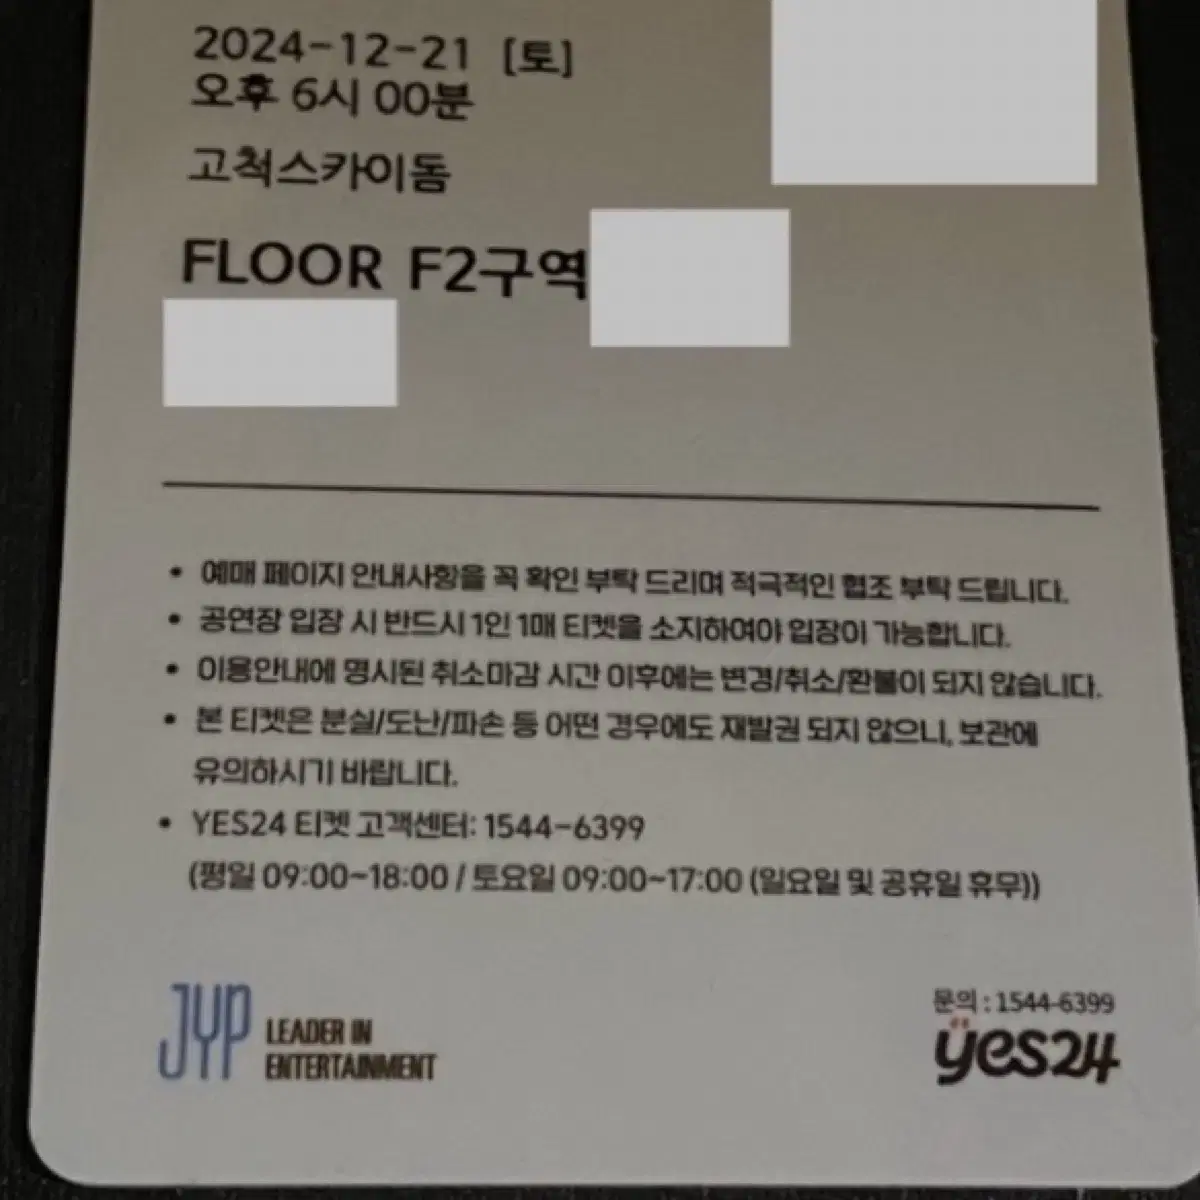 2024-12-21 [토]
오후 6시 00분
고척스카이돔
FLOOR F2구역
• 예매 페이지 안내사항을 꼭 확인 부탁 드리며 적극적인 협조 부탁 드립니다.
• 공연장 입장 시 반드시 1인 1매 티켓을 소지하여야 입장이 가능합니다.
• 이용안내에 명시된 취소마감 시간 이후에는 변경/취소/환불이 되지 않습니다.
• 본 티켓은 분실/도난/파손 등 어떤 경우에도 재발권 되지 않으니, 보관에
유의하시기 바랍니다.
• YES24 티켓 고객센터: 1544-6399
(평일 09:00~18:00 / 토요일 09:00~17:00 (일요일 및 공휴일 휴무))
JYP LEADER IN
ENTERTAINMENT
문의 : 1544-6399
yes24